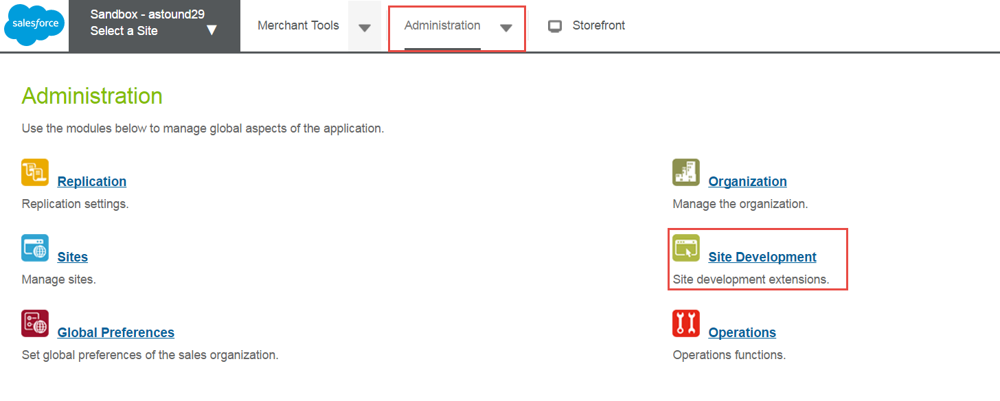 salesforce
Sandbox - astound29
Select a Site
Merchant Tools
Administration
Storefront
Administration
Use the modules below to manage global aspects of the application.
Replication
Replication settings.
Organization
Manage the organization.
Sites
Manage sites.
Site Development
Site development extensions.
Global Preferences
Set global preferences of the sales organization.
Operations
Operations functions.